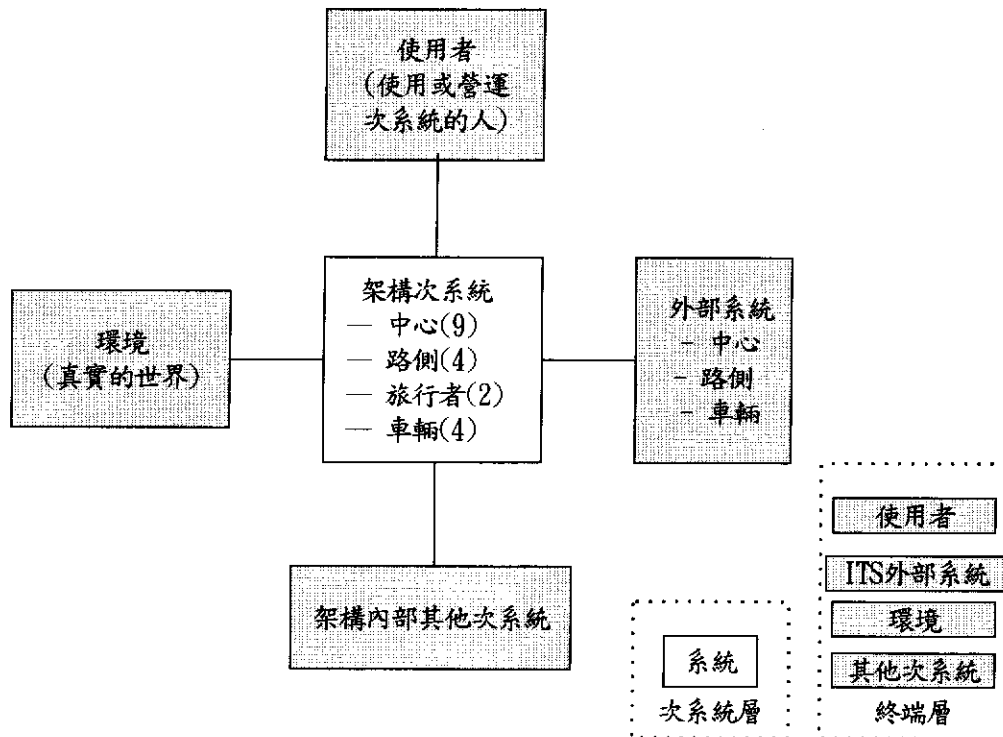 使用者
(使用或營運
次系統的人)
環境
(真實的世界)
架構次系統
— 中心(9)
— 路側(4)
— 旅行者(2)
— 車輛(4)
外部系統
- 中心
- 路側
- 車輛
架構內部其他次系統
系統
次系統層
使用者
ITS外部系統
環境
其他次系統
終端層